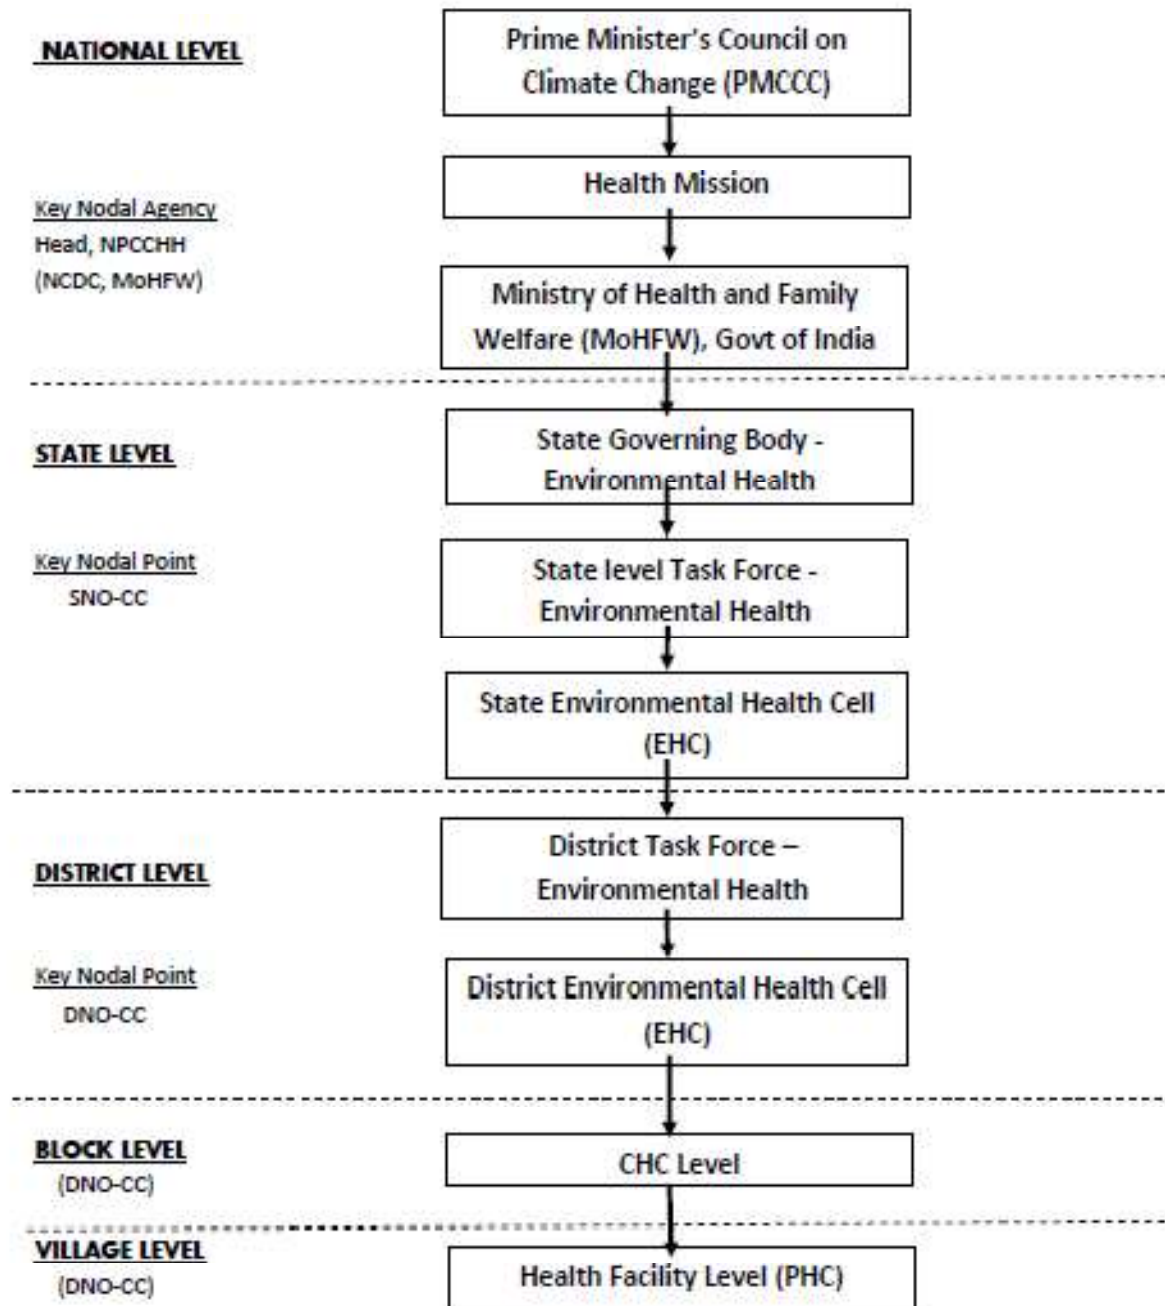 NATIONAL LEVEL
Prime Minister's Council on
Climate Change (PMCCC)
Health Mission
Key Nodal Agency
Head, NPCCHH
(NCDC, MoHFW)
Ministry of Health and Family
Welfare (MoHFW), Govt of India
STATE LEVEL
State Governing Body -
Environmental Health
Key Nodal Point
SNO-CC
State level Task Force -
Environmental Health
State Environmental Health Cell
(EHC)
DISTRICT LEVEL
District Task Force –
Environmental Health
Key Nodal Point
DNO-CC
District Environmental Health Cell
(EHC)
BLOCK LEVEL
(DNO-CC)
CHC Level
VILLAGE LEVEL
(DNO-CC)
Health Facility Level (PHC)